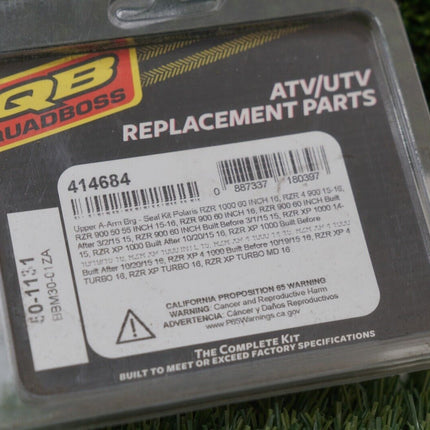 QB
QUADBOSS
ATV/UTV
REPLACEMENT PARTS
414684
0 887337 180397
Upper A-Arm Brg - Seal Kit Polaris RZR 1000 60 INCH 16, RZR 4 900 15-16,
RZR 900 50 55 INCH 15-16, RZR 900 60 INCH 16, RZR 900 60 INCH Built
After 3/2/15 15, RZR 900 60 INCH Built Before 3/1/15 15, RZR XP 1000 14-
15, RZR XP 1000 Built After 10/20/15 16, RZR XP 1000 Built Before
Built After 10/20/15 16, RZR XP 4 1000 Built Before 10/19/15 16, RZR XP 4
TURBO 16, RZR XP TURBO 16, RZR XP TURBO MD 16
50-1131
BBM30-C1ZA
CALIFORNIA PROPOSITION 65 WARNING
WARNING: Cancer and Reproductive Harm
ADVERTENCIA: Cáncer y Daños Reproductivos
www.P65Warnings.ca.gov
THE COMPLETE KIT
BUILT TO MEET OR EXCEED FACTORY SPECIFICATIONS